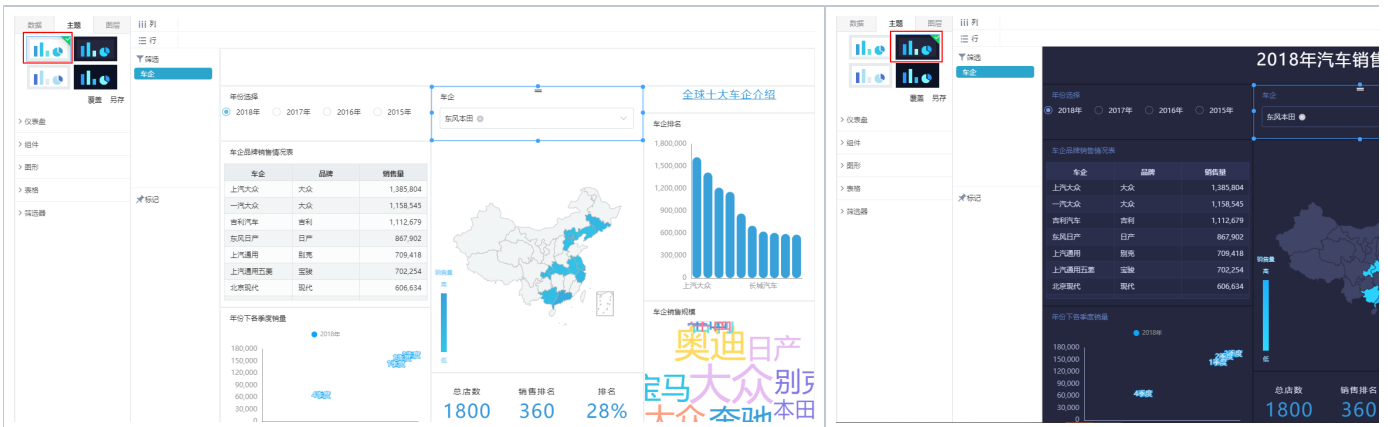 数据 主题 图层 列
行
筛选
车企
覆盖 另存
仪表盘
组件
图形
表格
筛选器
标记
年份选择
2018年 2017年 2016年 2015年
车企
东风本田
全球十大车企介绍
车企品牌销售情况表
车企 品牌 销售量
上汽大众 大众 1,385,804
一汽大众 大众 1,158,545
吉利汽车 吉利 1,112,679
东风日产 日产 867,902
上汽通用 别克 709,418
上汽通用五菱 宝骏 702,254
北京现代 现代 606,634
销售量
高
低
车企排名
1,800,000
1,500,000
1,200,000
900,000
600,000
300,000
0
上汽大众 长城汽车
年份下各季度销量
2018年
180,000
150,000
120,000
90,000
60,000
30,000
0
1季度
4季度
总店数 销售排名 排名
1800 360 28%
车企销售规模
奥迪 日产
宝马 大众 别克
大众 奔驰 本田
数据 主题 图层 列
行
筛选
车企
覆盖 另存
仪表盘
组件
图形
表格
筛选器
标记
2018年汽车销售
年份选择
2018年 2017年 2016年 2015年
车企
东风本田
车企品牌销售情况表
车企 品牌 销售量
上汽大众 大众 1,385,804
一汽大众 大众 1,158,545
吉利汽车 吉利 1,112,679
东风日产 日产 867,902
上汽通用 别克 709,418
上汽通用五菱 宝骏 702,254
北京现代 现代 606,634
销售量
高
低
年份下各季度销量
2018年
180,000
150,000
120,000
90,000
60,000
30,000
0
1季度
4季度
总店数 销售排名
1800 360